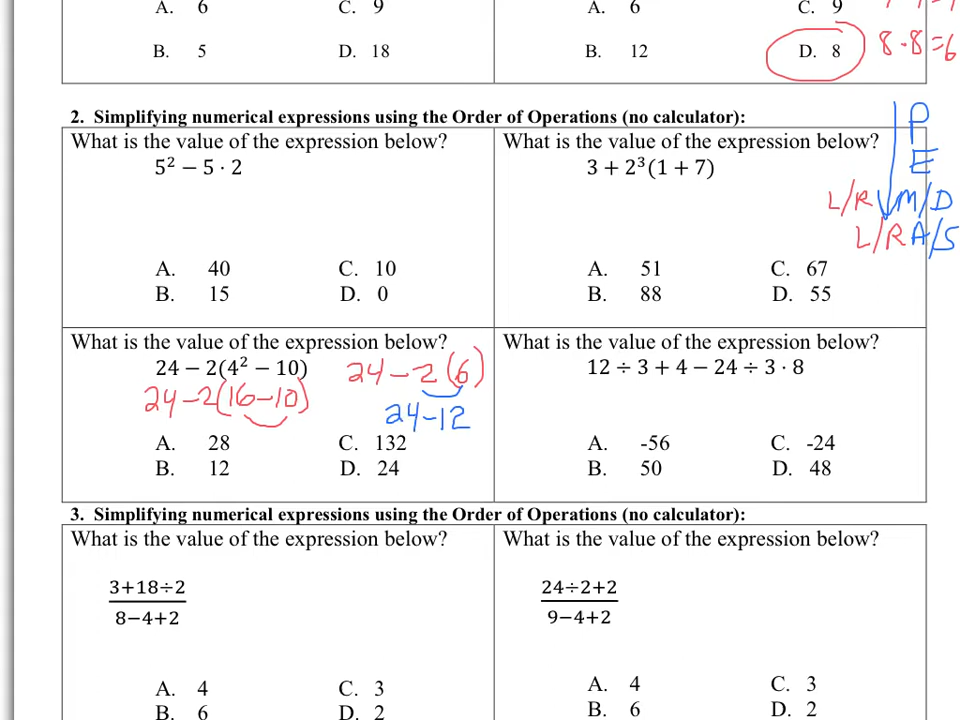 A. 6 C. 9 A. 6 C. 9
B. 5 D. 18 B. 12 D. 8 8·8=6
2. Simplifying numerical expressions using the Order of Operations (no calculator):
What is the value of the expression below?
5² − 5 · 2
A. 40 C. 10
B. 15 D. 0
What is the value of the expression below?
3 + 2³(1 + 7)
A. 51 C. 67
B. 88 D. 55
P
E
L/R M/D
L/R A/S
What is the value of the expression below?
24 − 2(4² − 10) 24-2(6)
24-2(16-10) 24-12
A. 28 C. 132
B. 12 D. 24
What is the value of the expression below?
12 ÷ 3 + 4 − 24 ÷ 3 · 8
A. -56 C. -24
B. 50 D. 48
3. Simplifying numerical expressions using the Order of Operations (no calculator):
What is the value of the expression below?
3+18÷2
8−4+2
A. 4 C. 3
B. 6 D. 2
What is the value of the expression below?
24÷2+2
9−4+2
A. 4 C. 3
B. 6 D. 2